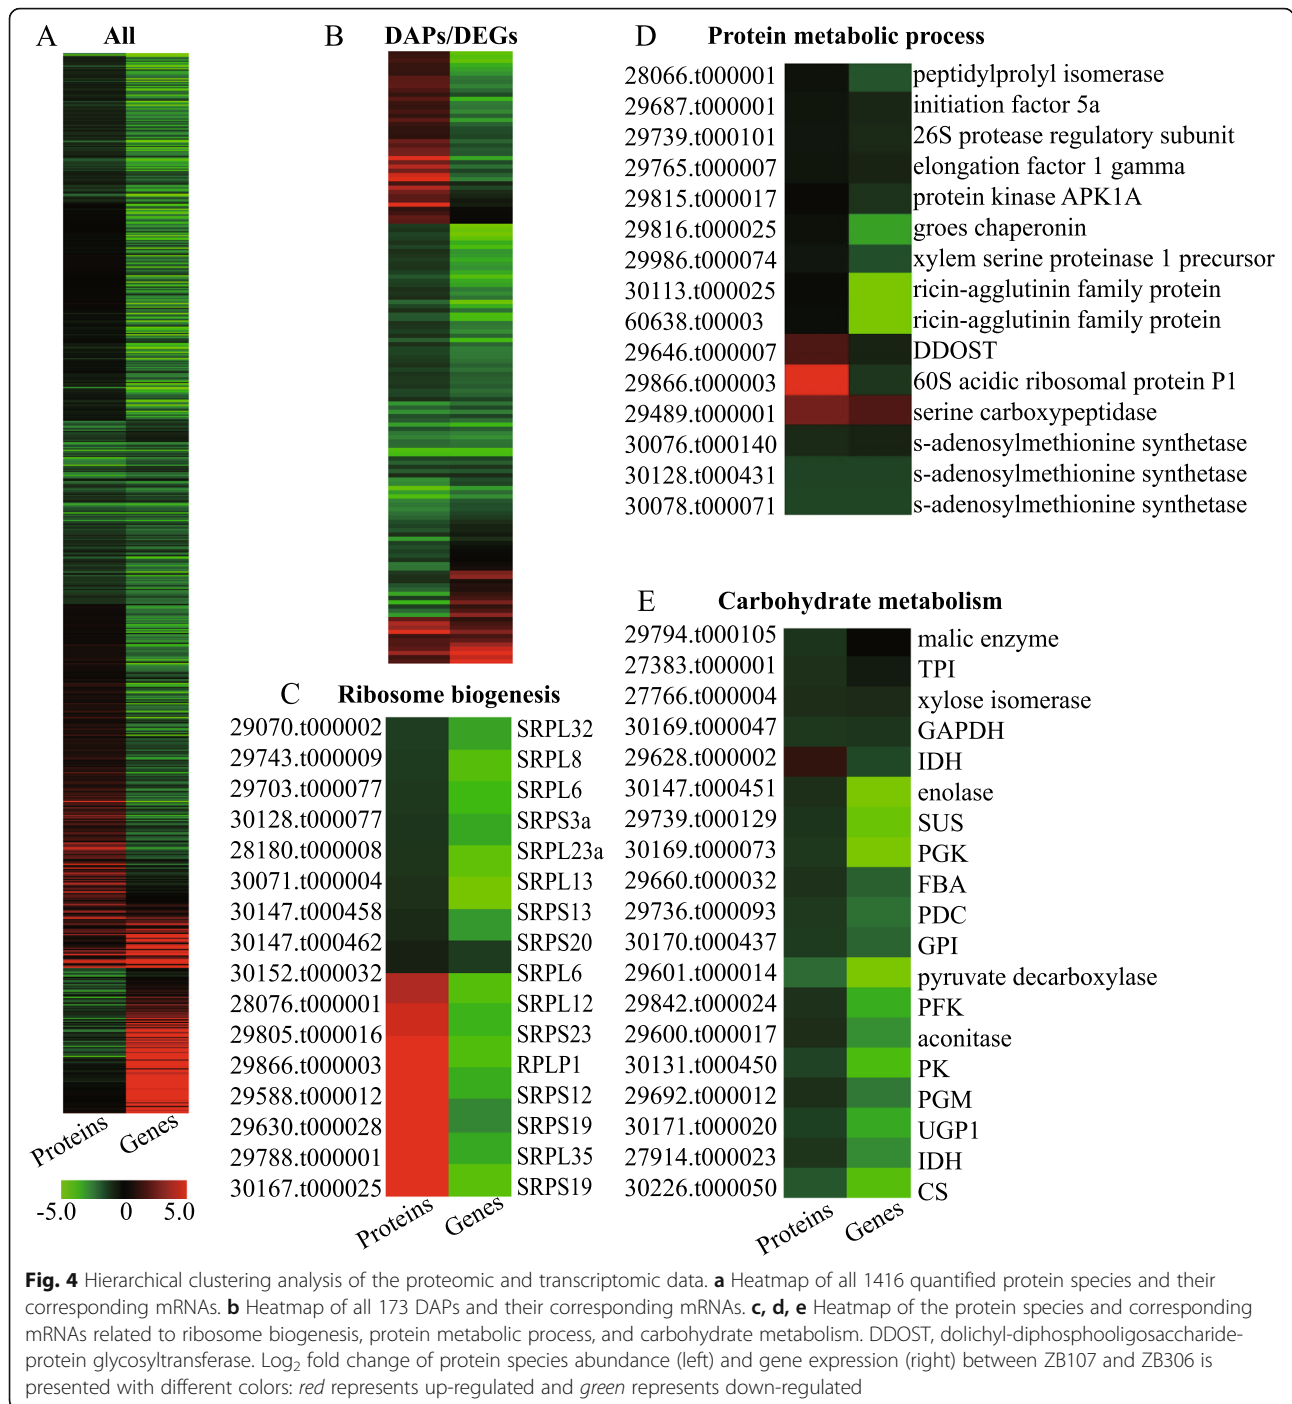 A
All
Proteins
Genes
-5.0
0
5.0
B
DAPs/DEGs
C
Ribosome biogenesis
29070.t000002 SRPL32
29743.t000009 SRPL8
29703.t000077 SRPL6
30128.t000077 SRPS3a
28180.t000008 SRPL23a
30071.t000004 SRPL13
30147.t000458 SRPS13
30147.t000462 SRPS20
30152.t000032 SRPL6
28076.t000001 SRPL12
29805.t000016 SRPS23
29866.t000003 RPLP1
29588.t000012 SRPS12
29630.t000028 SRPS19
29788.t000001 SRPL35
30167.t000025 SRPS19
Proteins
Genes
D
Protein metabolic process
28066.t000001 peptidylprolyl isomerase
29687.t000001 initiation factor 5a
29739.t000101 26S protease regulatory subunit
29765.t000007 elongation factor 1 gamma
29815.t000017 protein kinase APK1A
29816.t000025 groes chaperonin
29986.t000074 xylem serine proteinase 1 precursor
30113.t000025 ricin-agglutinin family protein
60638.t00003 ricin-agglutinin family protein
29646.t000007 DDOST
29866.t000003 60S acidic ribosomal protein P1
29489.t000001 serine carboxypeptidase
30076.t000140 s-adenosylmethionine synthetase
30128.t000431 s-adenosylmethionine synthetase
30078.t000071 s-adenosylmethionine synthetase
E
Carbohydrate metabolism
29794.t000105 malic enzyme
27383.t000001 TPI
27766.t000004 xylose isomerase
30169.t000047 GAPDH
29628.t000002 IDH
30147.t000451 enolase
29739.t000129 SUS
30169.t000073 PGK
29660.t000032 FBA
29736.t000093 PDC
30170.t000437 GPI
29601.t000014 pyruvate decarboxylase
29842.t000024 PFK
29600.t000017 aconitase
30131.t000450 PK
29692.t000012 PGM
30171.t000020 UGP1
27914.t000023 IDH
30226.t000050 CS
Proteins
Genes
Fig. 4 Hierarchical clustering analysis of the proteomic and transcriptomic data. a Heatmap of all 1416 quantified protein species and their
corresponding mRNAs. b Heatmap of all 173 DAPs and their corresponding mRNAs. c, d, e Heatmap of the protein species and corresponding
mRNAs related to ribosome biogenesis, protein metabolic process, and carbohydrate metabolism. DDOST, dolichyl-diphosphooligosaccharide-
protein glycosyltransferase. Log2 fold change of protein species abundance (left) and gene expression (right) between ZB107 and ZB306 is
presented with different colors: red represents up-regulated and green represents down-regulated